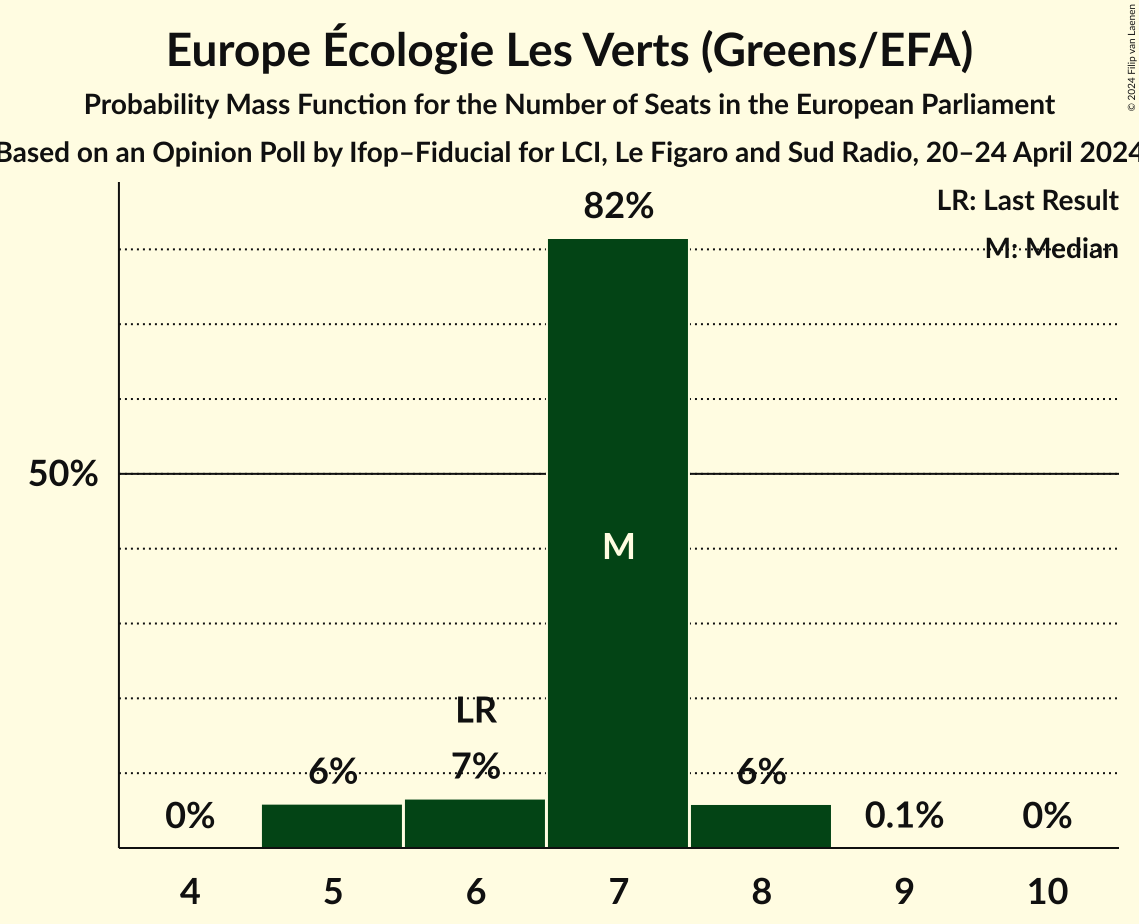 Europe Écologie Les Verts (Greens/EFA)
Probability Mass Function for the Number of Seats in the European Parliament
Based on an Opinion Poll by Ifop–Fiducial for LCI, Le Figaro and Sud Radio, 20–24 April 2024
© 2024 Filip van Laenen
LR: Last Result
M: Median
82%
50%
M
LR
6%
7%
6%
0%
0.1%
0%
4
5
6
7
8
9
10